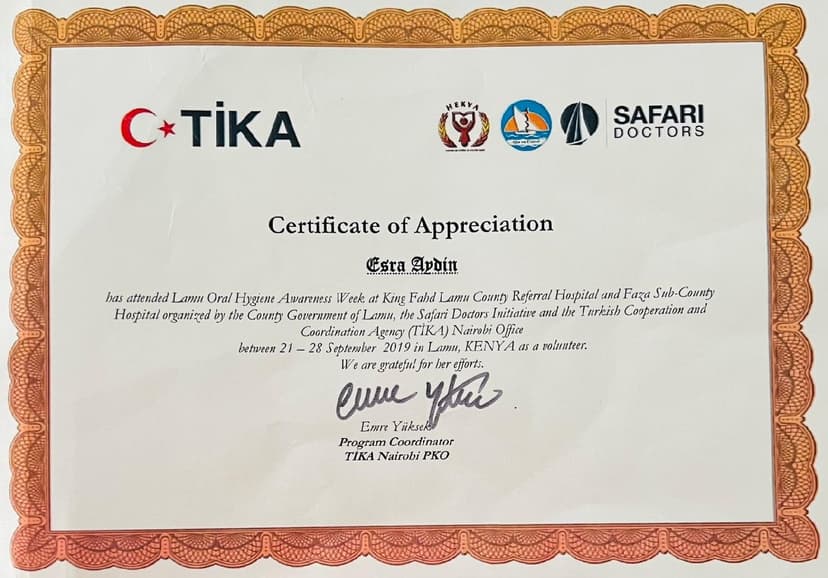 TİKA
HEKYA
SAFARI
DOCTORS
Certificate of Appreciation
Esra Aydin
has attended Lamu Oral Hygiene Awareness Week at King Fahd Lamu County Referral Hospital and Faza Sub-County
Hospital organized by the County Government of Lamu, the Safari Doctors Initiative and the Turkish Cooperation and
Coordination Agency (TİKA) Nairobi Office
between 21 – 28 September 2019 in Lamu, KENYA as a volunteer.
We are grateful for her efforts.
Emre Yüksek
Program Coordinator
TİKA Nairobi PKO